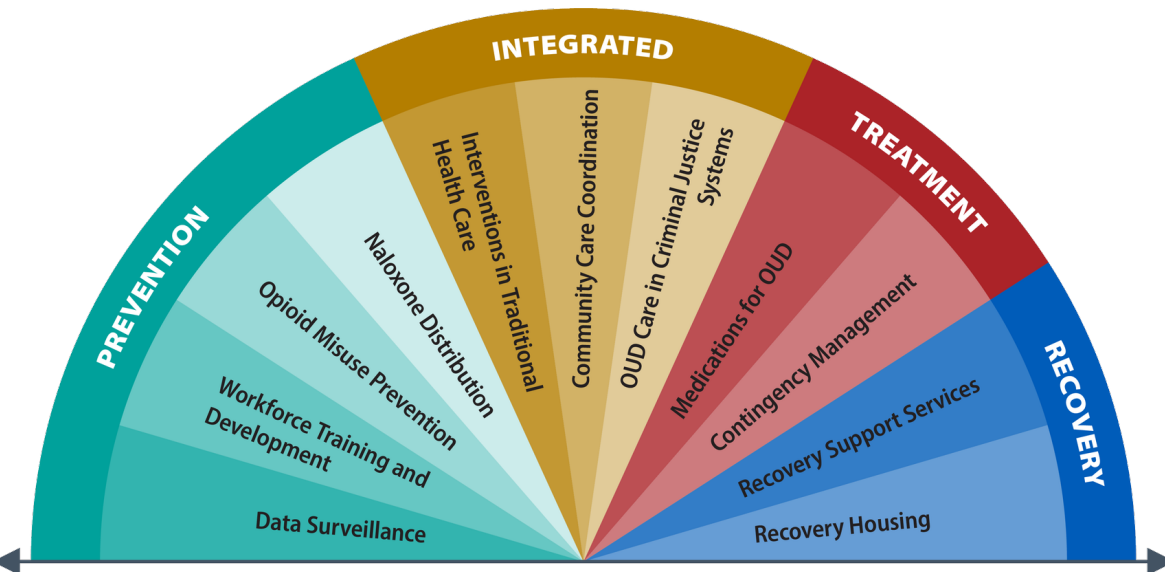 PREVENTION
Data Surveillance
Workforce Training and
Development
Opioid Misuse Prevention
Naloxone Distribution
INTEGRATED
Interventions in Traditional
Health Care
Community Care Coordination
OUD Care in Criminal Justice
Systems
TREATMENT
Medications for OUD
Contingency Management
RECOVERY
Recovery Support Services
Recovery Housing